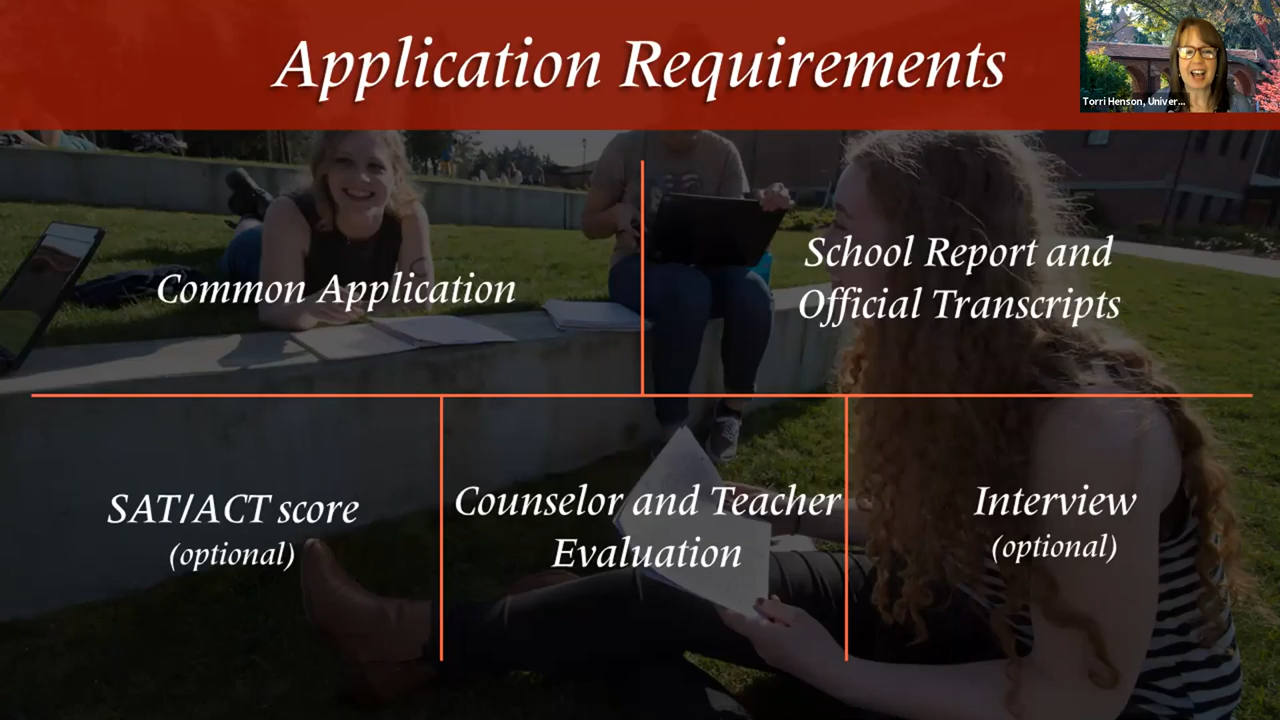 Application Requirements
Torri Henson, Univer...
Common Application
School Report and
Official Transcripts
SAT/ACT score
(optional)
Counselor and Teacher
Evaluation
Interview
(optional)